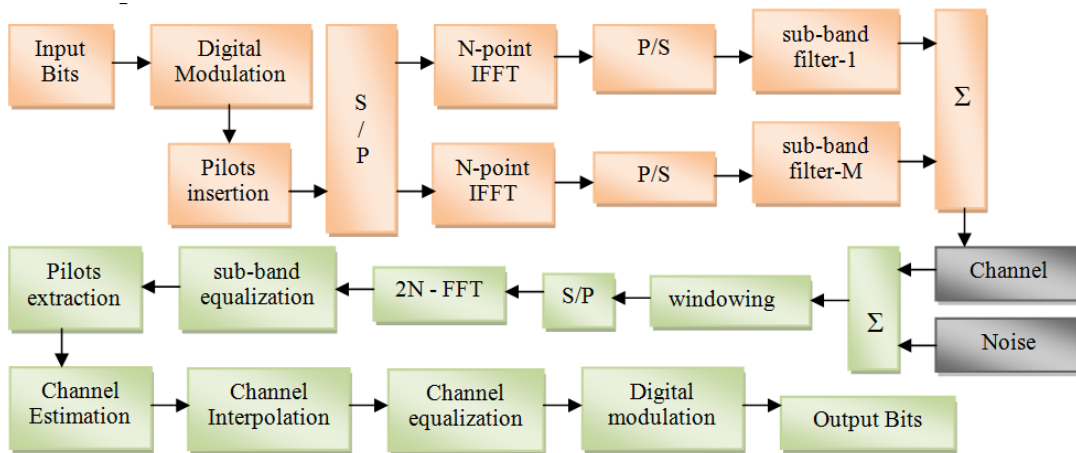 Input
Bits
Digital
Modulation
Pilots
insertion
S
/
P
N-point
IFFT
P/S
sub-band
filter-1
N-point
IFFT
P/S
sub-band
filter-M
Σ
Channel
Noise
Σ
windowing
S/P
2N - FFT
sub-band
equalization
Pilots
extraction
Channel
Estimation
Channel
Interpolation
Channel
equalization
Digital
modulation
Output Bits